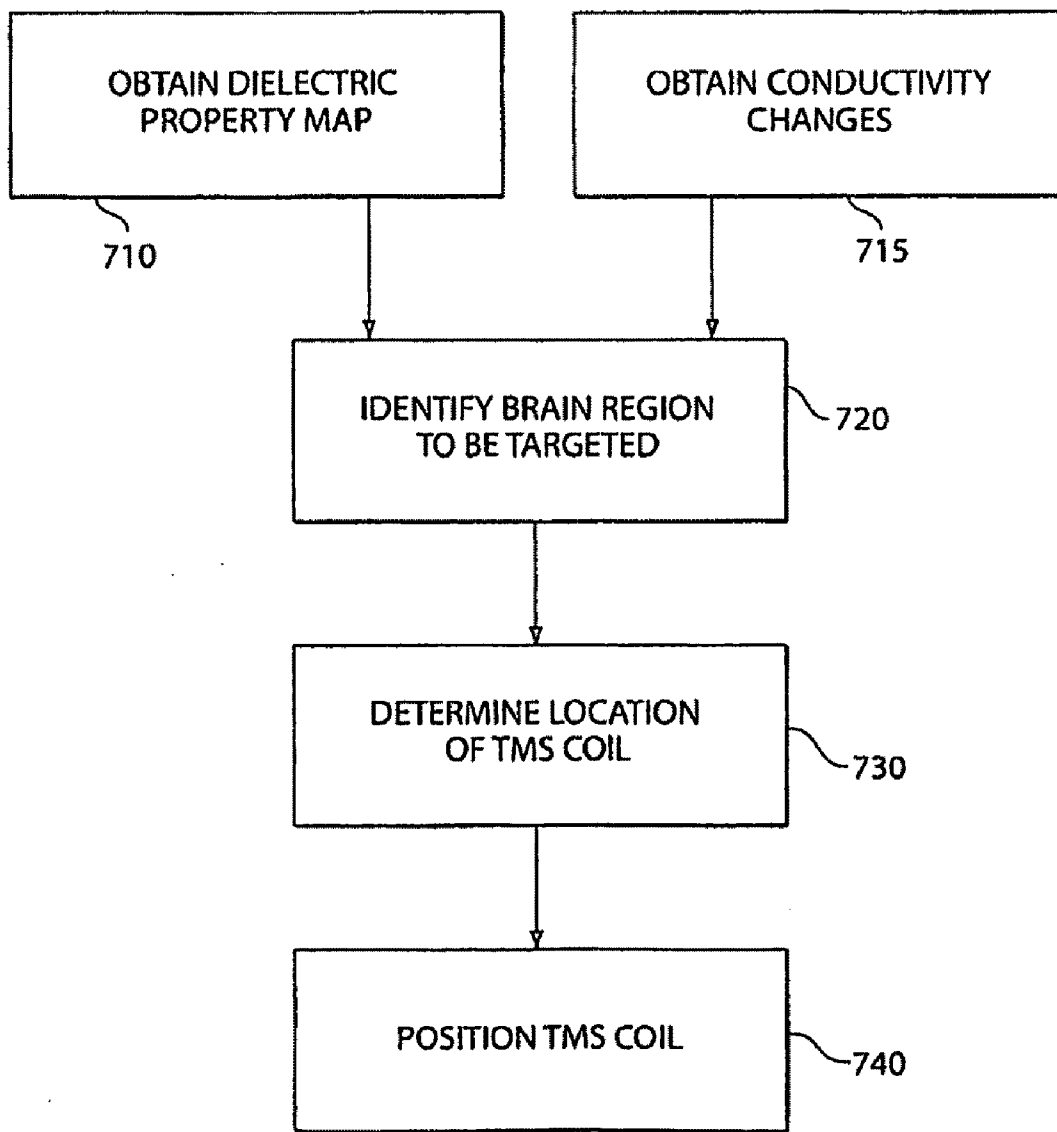 OBTAIN DIELECTRIC
PROPERTY MAP
710
OBTAIN CONDUCTIVITY
CHANGES
715
IDENTIFY BRAIN REGION
TO BE TARGETED
720
DETERMINE LOCATION
OF TMS COIL
730
POSITION TMS COIL
740